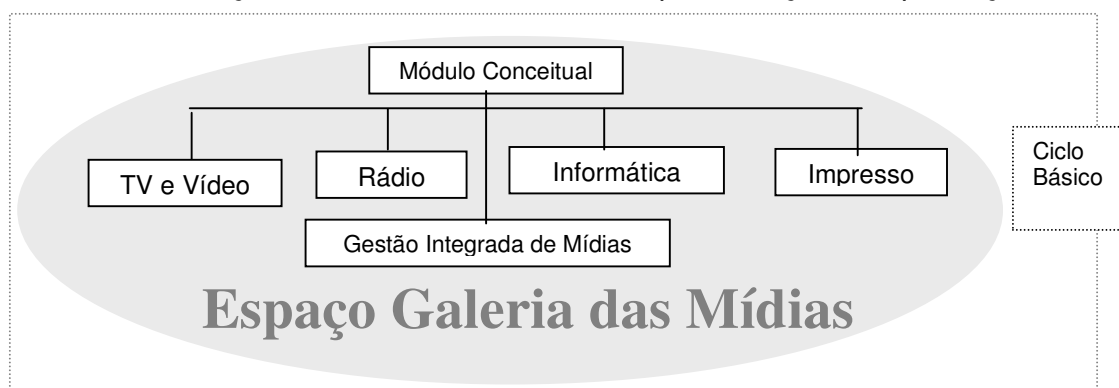 Módulo Conceitual
TV e Vídeo
Rádio
Informática
Impresso
Ciclo
Básico
Gestão Integrada de Mídias
Espaço Galeria das Mídias